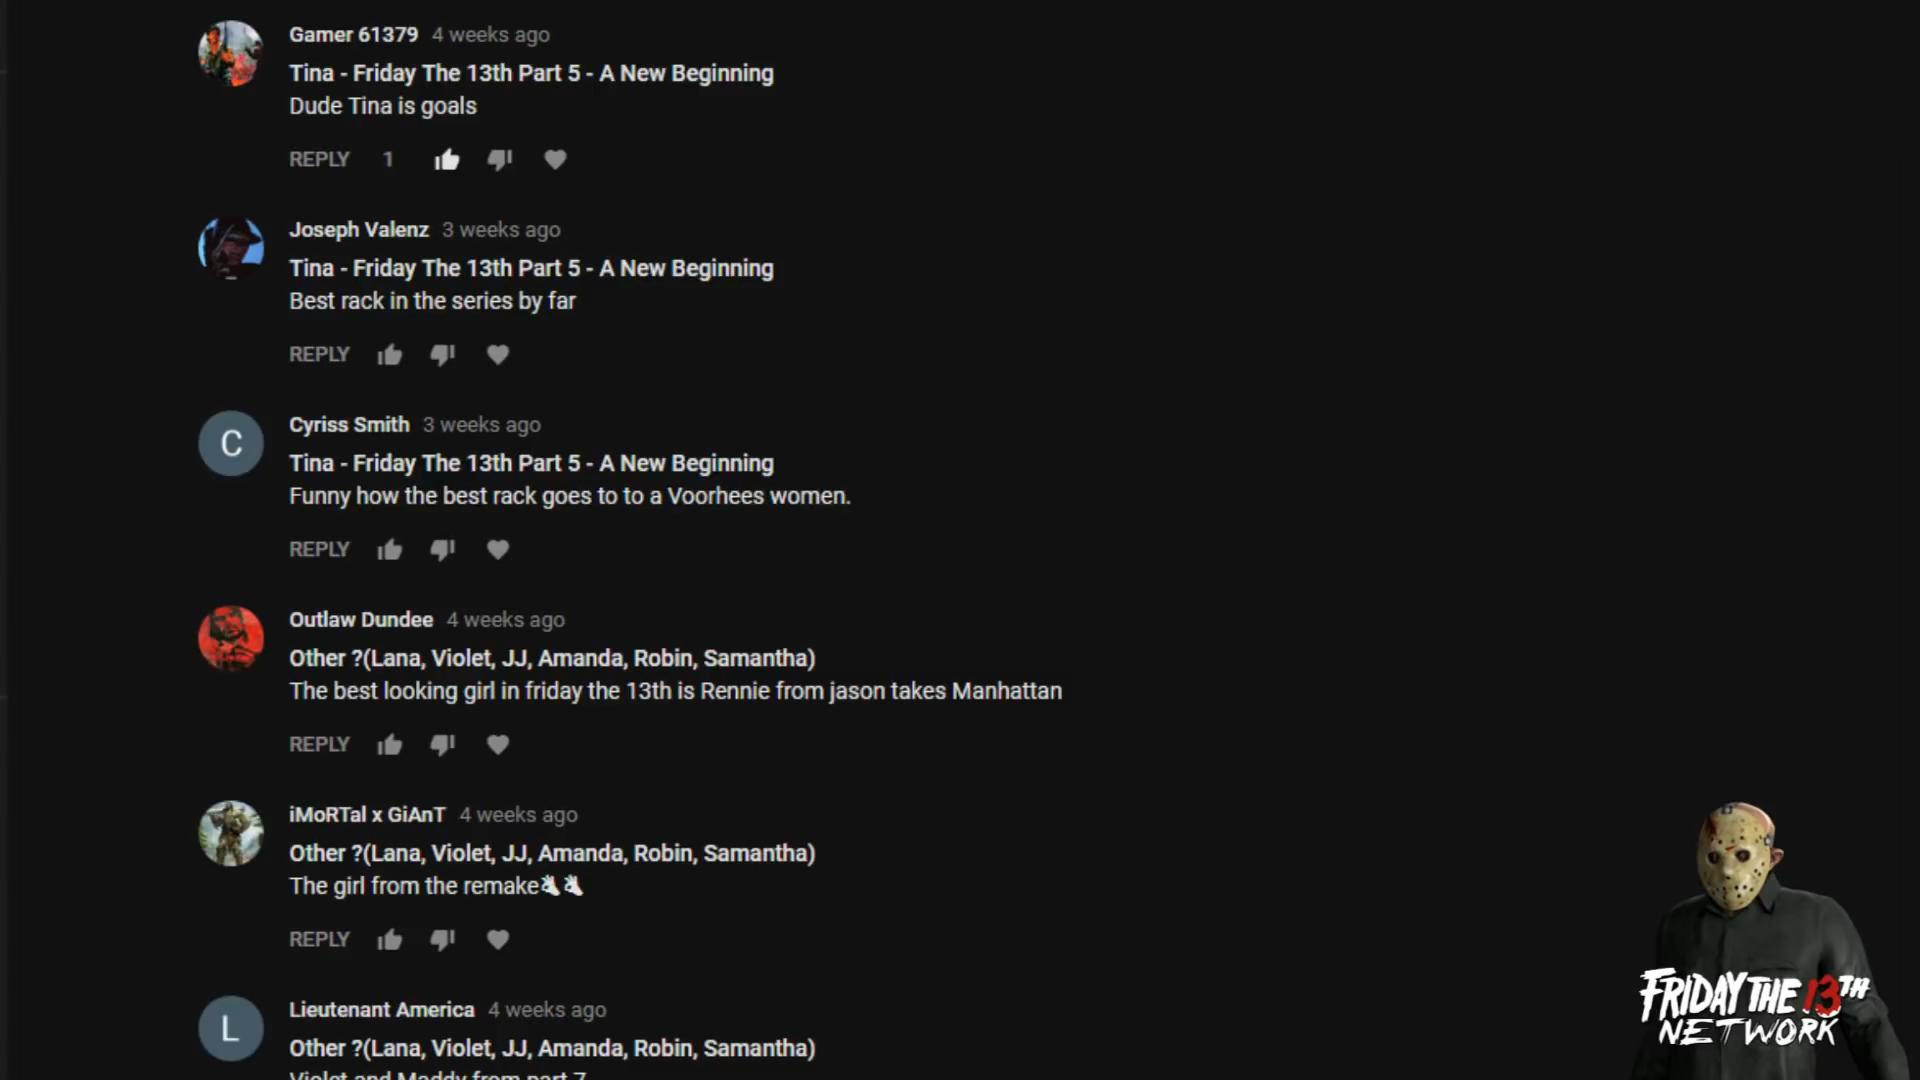 Gamer 61379 4 weeks ago
Tina - Friday The 13th Part 5 - A New Beginning
Dude Tina is goals
REPLY 1
Joseph Valenz 3 weeks ago
Tina - Friday The 13th Part 5 - A New Beginning
Best rack in the series by far
REPLY
C
Cyriss Smith 3 weeks ago
Tina - Friday The 13th Part 5 - A New Beginning
Funny how the best rack goes to to a Voorhees women.
REPLY
Outlaw Dundee 4 weeks ago
Other ?(Lana, Violet, JJ, Amanda, Robin, Samantha)
The best looking girl in friday the 13th is Rennie from jason takes Manhattan
REPLY
iMoRTal x GiAnT 4 weeks ago
Other ?(Lana, Violet, JJ, Amanda, Robin, Samantha)
The girl from the remake
REPLY
L
Lieutenant America 4 weeks ago
Other ?(Lana, Violet, JJ, Amanda, Robin, Samantha)
Violet and Maddy from part 7
FRIDAY THE 13TH
NETWORK